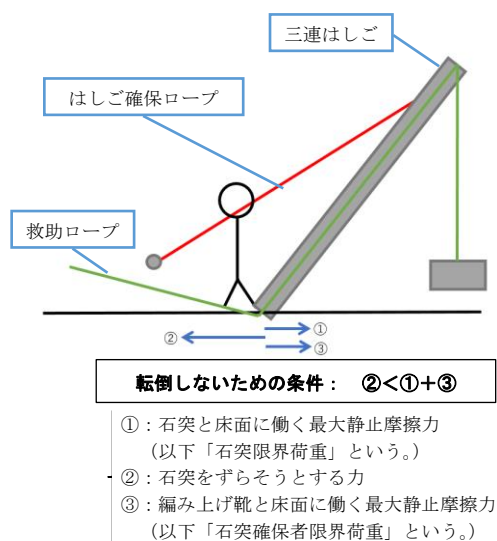 三連はしご
はしご確保ロープ
救助ロープ
①
②
③
転倒しないための条件： ②<①+③
①：石突と床面に働く最大静止摩擦力
（以下「石突限界荷重」という。）
②：石突をずらそうとする力
③：編み上げ靴と床面に働く最大静止摩擦力
（以下「石突確保者限界荷重」という。）